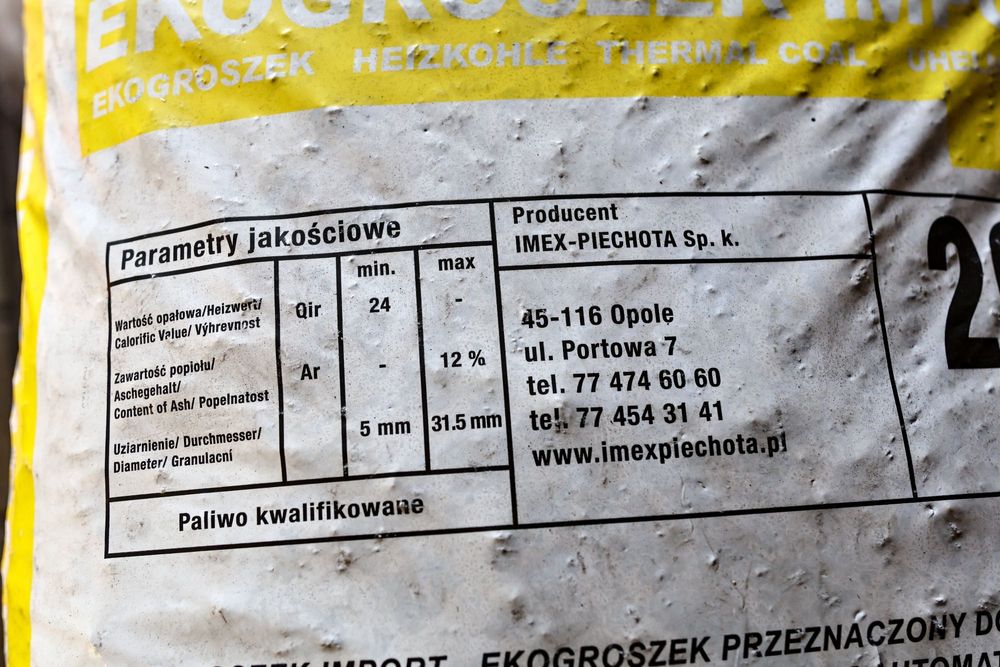 EKOGROSZEK
EKOGROSZEK HEIZKOHLE THERMAL COAL
Parametry jakościowe
min. max
Wartość opałowa/Heizwert/
Calorific Value/ Výhrevnost
Qir 24 -
Zawartość popiołu/
Aschegehalt/
Content of Ash/ Popelnatost
Ar - 12 %
Uziarnienie/ Durchmesser/
Diameter/ Granulacní
5 mm 31.5 mm
Paliwo kwalifikowane
Producent
IMEX-PIECHOTA Sp. k.
45-116 Opole
ul. Portowa 7
tel. 77 474 60 60
tel. 77 454 31 41
www.imexpiechota.pl
IMPORT EKOGROSZEK PRZEZNACZONY